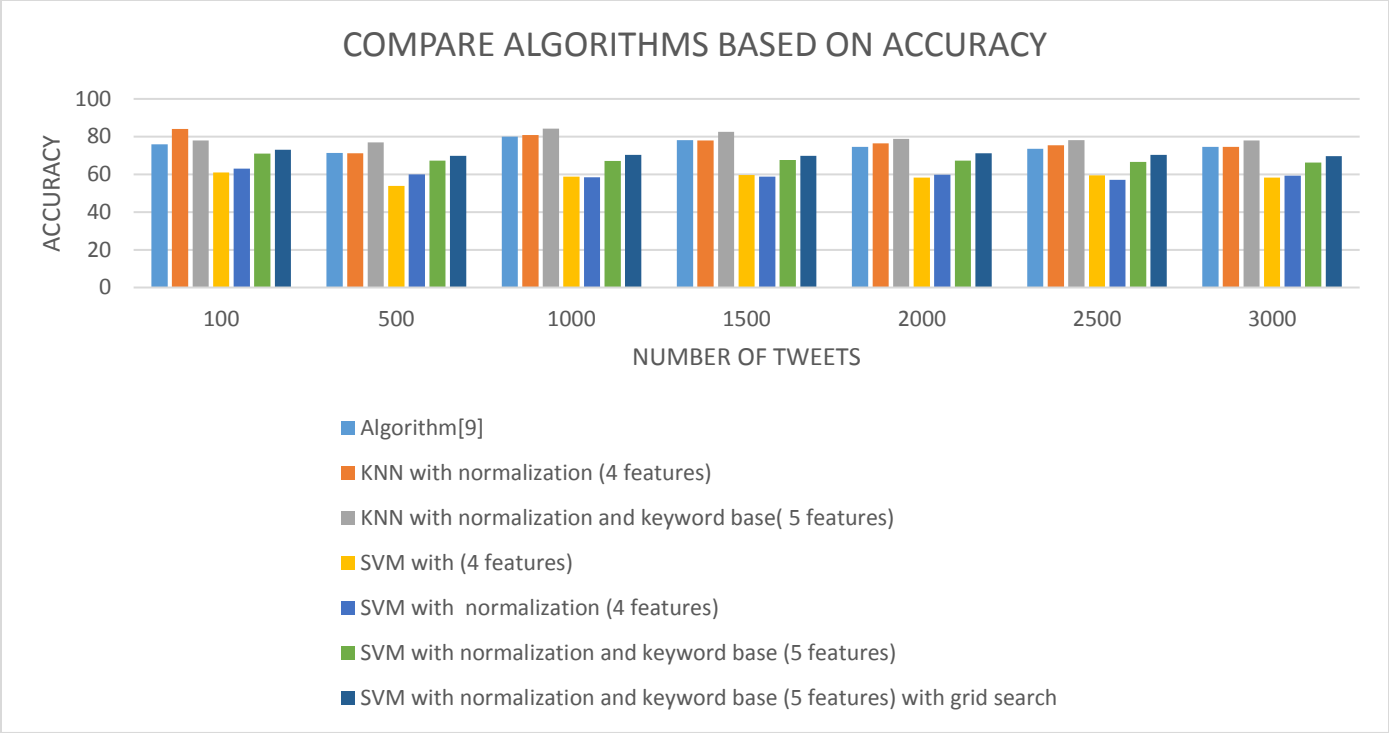 COMPARE ALGORITHMS BASED ON ACCURACY
100
80
60
40
20
0
ACCURACY
100 500 1000 1500 2000 2500 3000
NUMBER OF TWEETS
Algorithm[9]
KNN with normalization (4 features)
KNN with normalization and keyword base( 5 features)
SVM with (4 features)
SVM with  normalization (4 features)
SVM with normalization and keyword base (5 features)
SVM with normalization and keyword base (5 features) with grid search